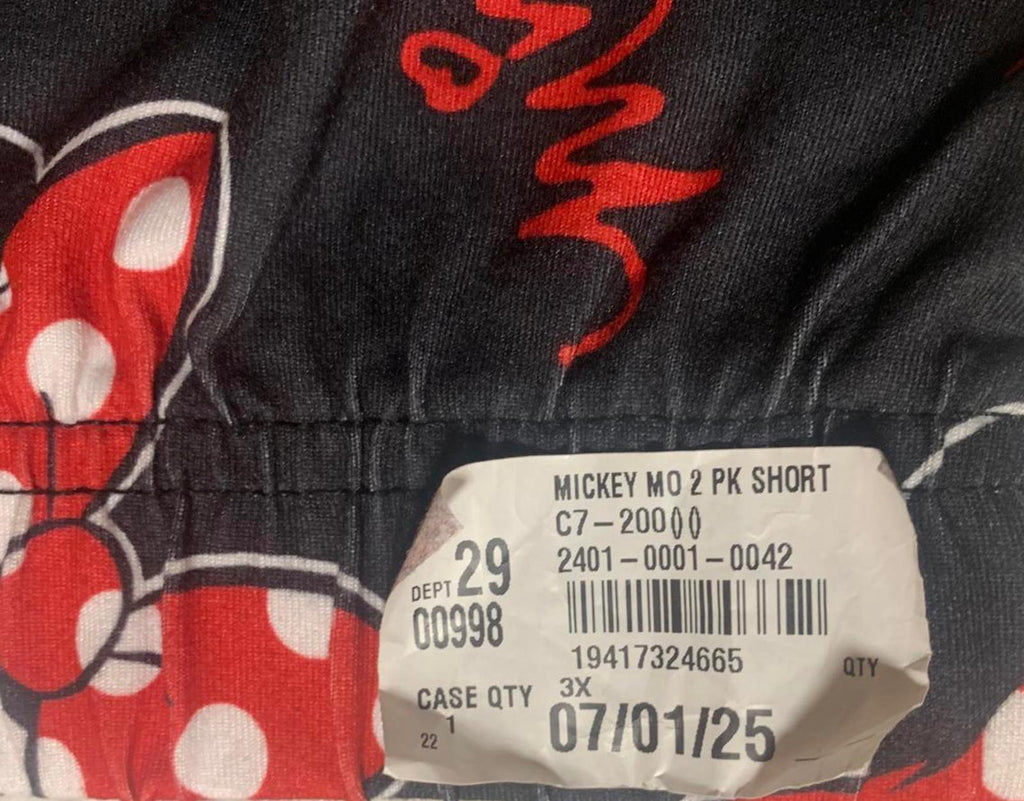 MICKEY MO 2 PK SHORT
C7-20000
2401-0001-0042
DEPT 29
00998
19417324665
QTY
CASE QTY 3X
1
22
07/01/25